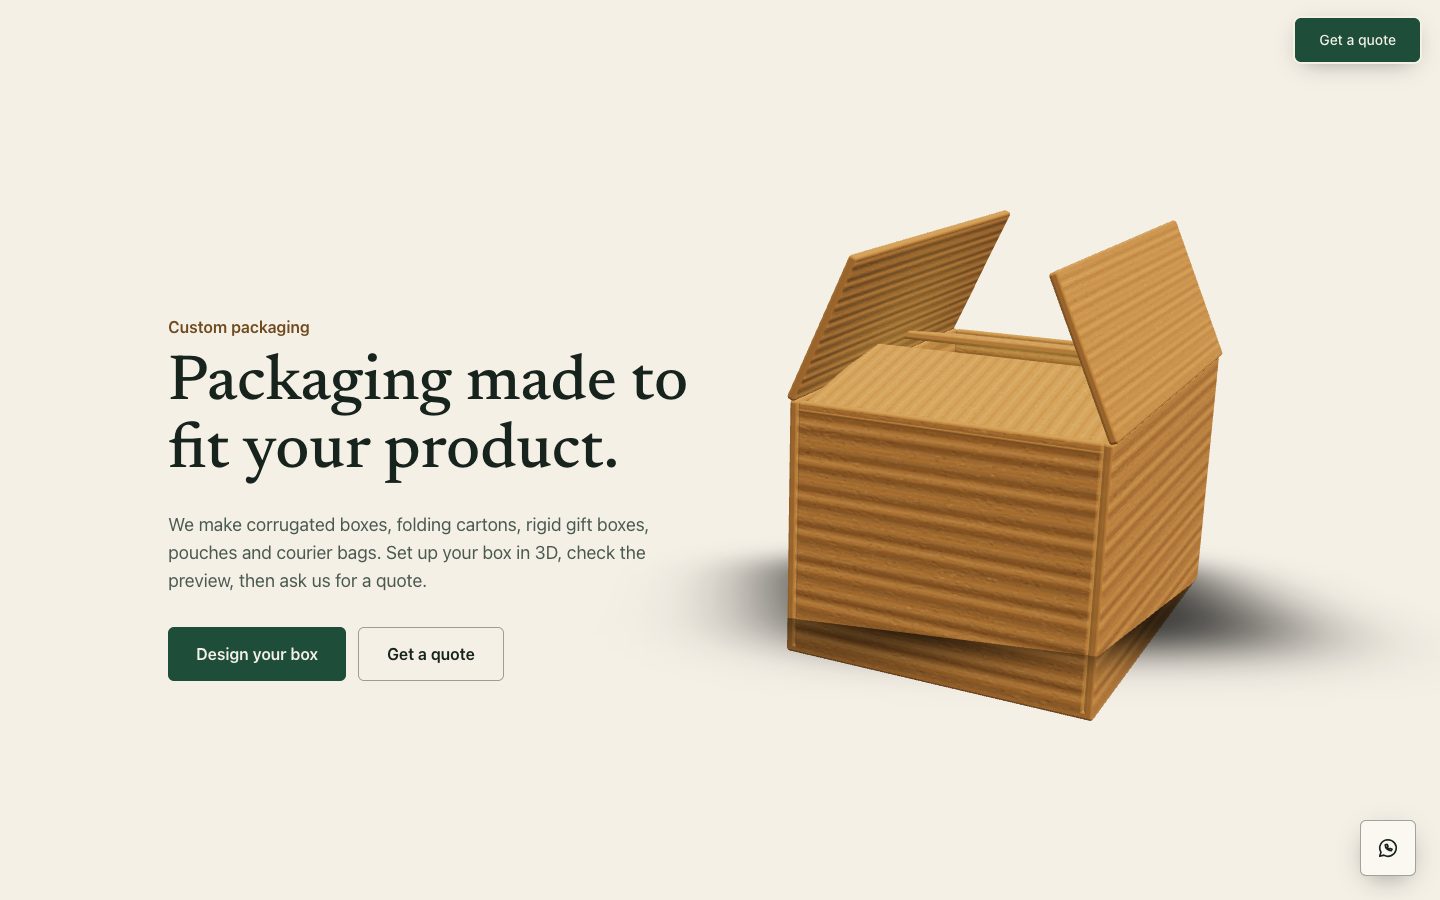 Get a quote
Custom packaging
Packaging made to
fit your product.
We make corrugated boxes, folding cartons, rigid gift boxes,
pouches and courier bags. Set up your box in 3D, check the
preview, then ask us for a quote.
Design your box
Get a quote